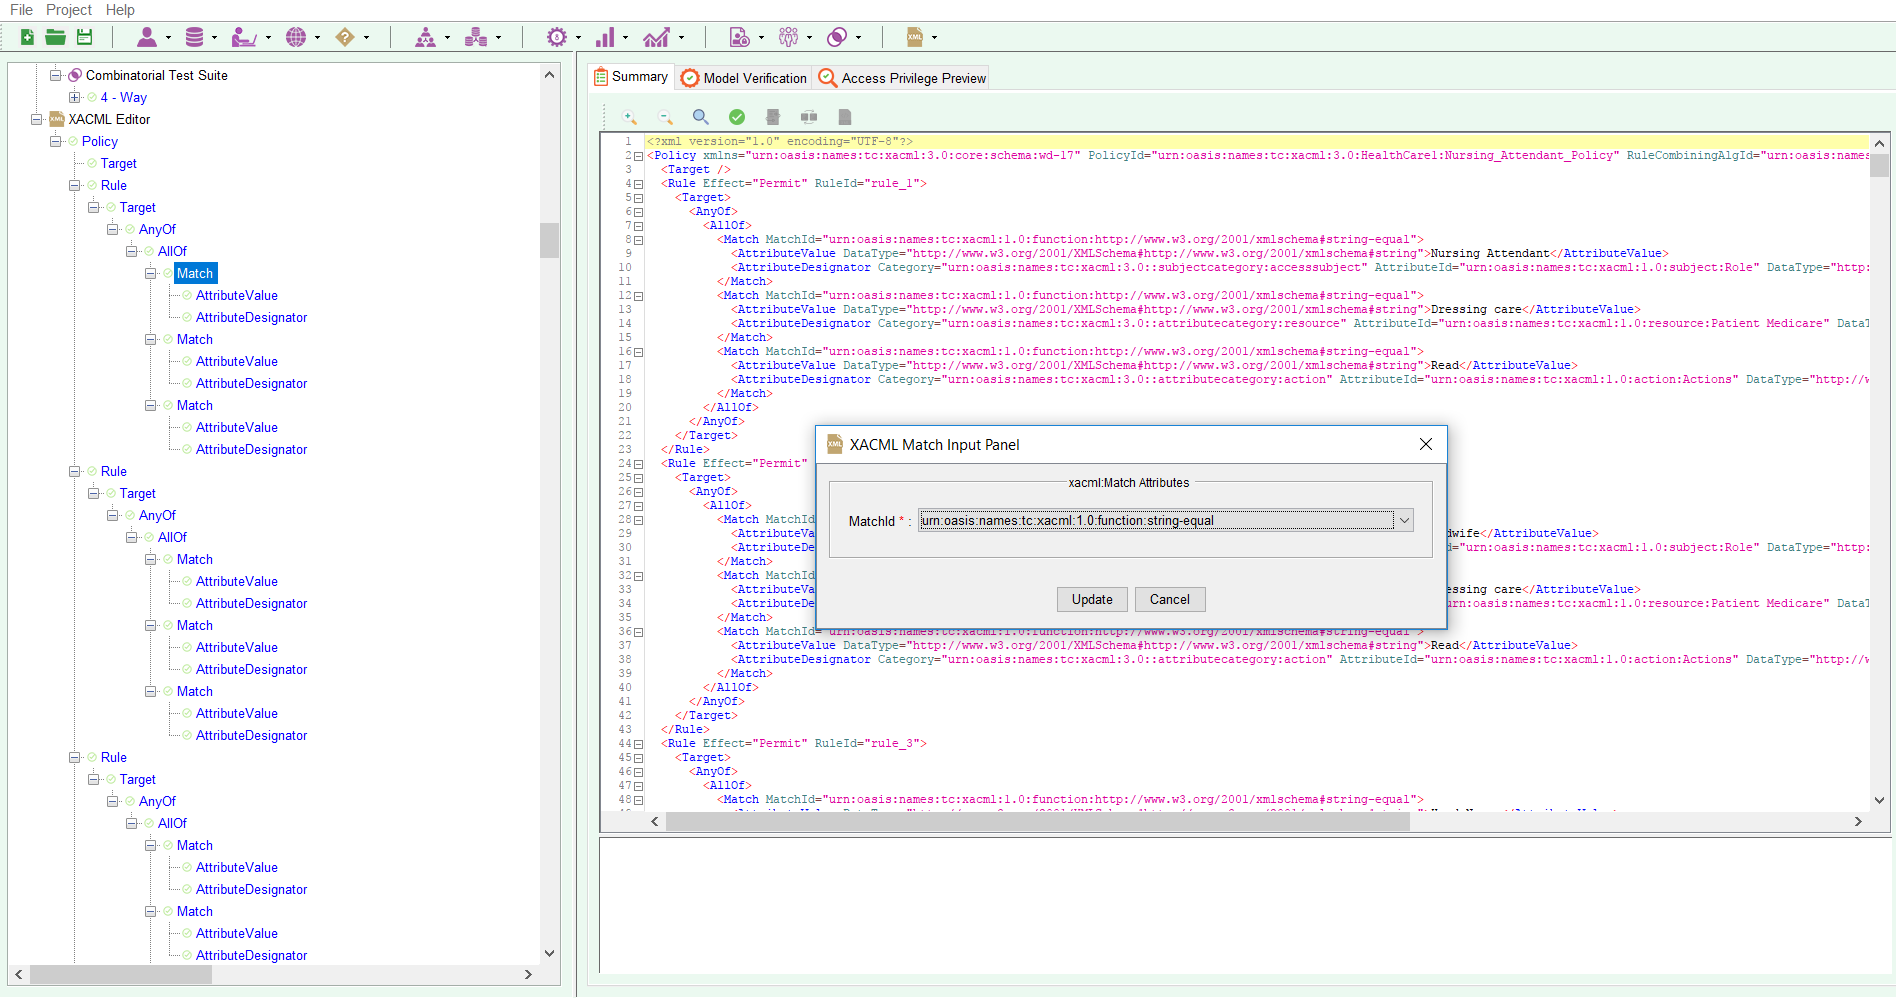 File Project Help
Combinatorial Test Suite
4 - Way
XML XACML Editor
Policy
Target
Rule
Target
AnyOf
AllOf
Match
AttributeValue
AttributeDesignator
Match
AttributeValue
AttributeDesignator
Match
AttributeValue
AttributeDesignator
Rule
Target
AnyOf
AllOf
Match
AttributeValue
AttributeDesignator
Match
AttributeValue
AttributeDesignator
Match
AttributeValue
AttributeDesignator
Rule
Target
AnyOf
AllOf
Match
AttributeValue
AttributeDesignator
Match
AttributeValue
AttributeDesignator
Summary Model Verification Access Privilege Preview
1 <?xml version="1.0" encoding="UTF-8"?>
2 <Policy xmlns="urn:oasis:names:tc:xacml:3.0:core:schema:wd-17" PolicyId="urn:oasis:names:tc:xacml:3.0:HealthCare1:Nursing_Attendant_Policy" RuleCombiningAlgId="urn:oasis:names
3 <Target />
4 <Rule Effect="Permit" RuleId="rule_1">
5 <Target>
6 <AnyOf>
7 <AllOf>
8 <Match MatchId="urn:oasis:names:tc:xacml:1.0:function:http://www.w3.org/2001/xmlschema#string-equal">
9 <AttributeValue DataType="http://www.w3.org/2001/XMLSchema#http://www.w3.org/2001/xmlschema#string">Nursing Attendant</AttributeValue>
10 <AttributeDesignator Category="urn:oasis:names:tc:xacml:3.0::subjectcategory:accesssubject" AttributeId="urn:oasis:names:tc:xacml:1.0:subject:Role" DataType="http:
11 </Match>
12 <Match MatchId="urn:oasis:names:tc:xacml:1.0:function:http://www.w3.org/2001/xmlschema#string-equal">
13 <AttributeValue DataType="http://www.w3.org/2001/XMLSchema#http://www.w3.org/2001/xmlschema#string">Dressing care</AttributeValue>
14 <AttributeDesignator Category="urn:oasis:names:tc:xacml:3.0::attributecategory:resource" AttributeId="urn:oasis:names:tc:xacml:1.0:resource:Patient Medicare" DataT
15 </Match>
16 <Match MatchId="urn:oasis:names:tc:xacml:1.0:function:http://www.w3.org/2001/xmlschema#string-equal">
17 <AttributeValue DataType="http://www.w3.org/2001/XMLSchema#http://www.w3.org/2001/xmlschema#string">Read</AttributeValue>
18 <AttributeDesignator Category="urn:oasis:names:tc:xacml:3.0::attributecategory:action" AttributeId="urn:oasis:names:tc:xacml:1.0:action:Actions" DataType="http://w
19 </Match>
20 </AllOf>
21 </AnyOf>
22 </Target>
23 </Rule>
24 <Rule Effect="Permit"
25 <Target>
26 <AnyOf>
27 <AllOf>
28 <Match MatchId
29 <AttributeVa dwife</AttributeValue>
30 <AttributeDe d="urn:oasis:names:tc:xacml:1.0:subject:Role" DataType="http:
31 </Match>
32 <Match MatchId
33 <AttributeVa essing care</AttributeValue>
34 <AttributeDe urn:oasis:names:tc:xacml:1.0:resource:Patient Medicare" DataT
35 </Match>
36 <Match MatchId="urn:oasis:names:tc:xacml:1.0:function:http://www.w3.org/2001/xmlschema#string-equal">
37 <AttributeValue DataType="http://www.w3.org/2001/XMLSchema#http://www.w3.org/2001/xmlschema#string">Read</AttributeValue>
38 <AttributeDesignator Category="urn:oasis:names:tc:xacml:3.0::attributecategory:action" AttributeId="urn:oasis:names:tc:xacml:1.0:action:Actions" DataType="http://w
39 </Match>
40 </AllOf>
41 </AnyOf>
42 </Target>
43 </Rule>
44 <Rule Effect="Permit" RuleId="rule_3">
45 <Target>
46 <AnyOf>
47 <AllOf>
48 <Match MatchId="urn:oasis:names:tc:xacml:1.0:function:http://www.w3.org/2001/xmlschema#string-equal">
XML XACML Match Input Panel
xacml:Match Attributes
MatchId * : urn:oasis:names:tc:xacml:1.0:function:string-equal
Update Cancel